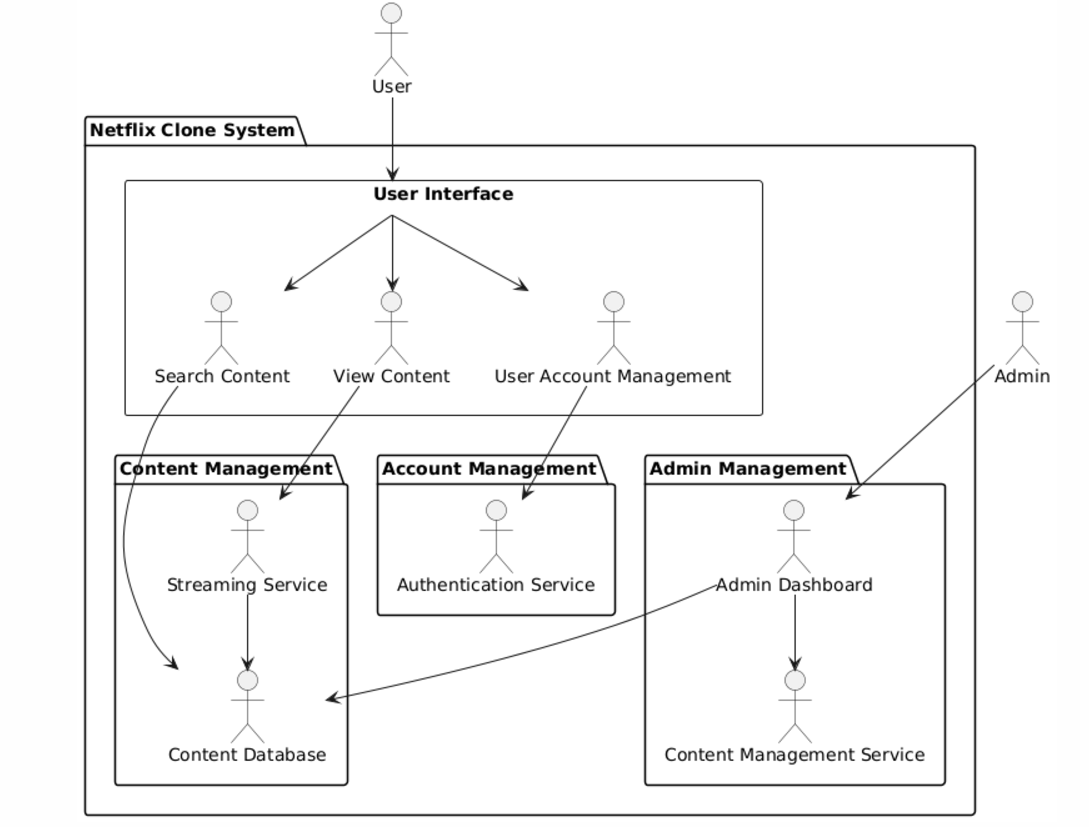 User
Netflix Clone System
User Interface
Search Content
View Content
User Account Management
Admin
Content Management
Account Management
Admin Management
Streaming Service
Authentication Service
Admin Dashboard
Content Database
Content Management Service